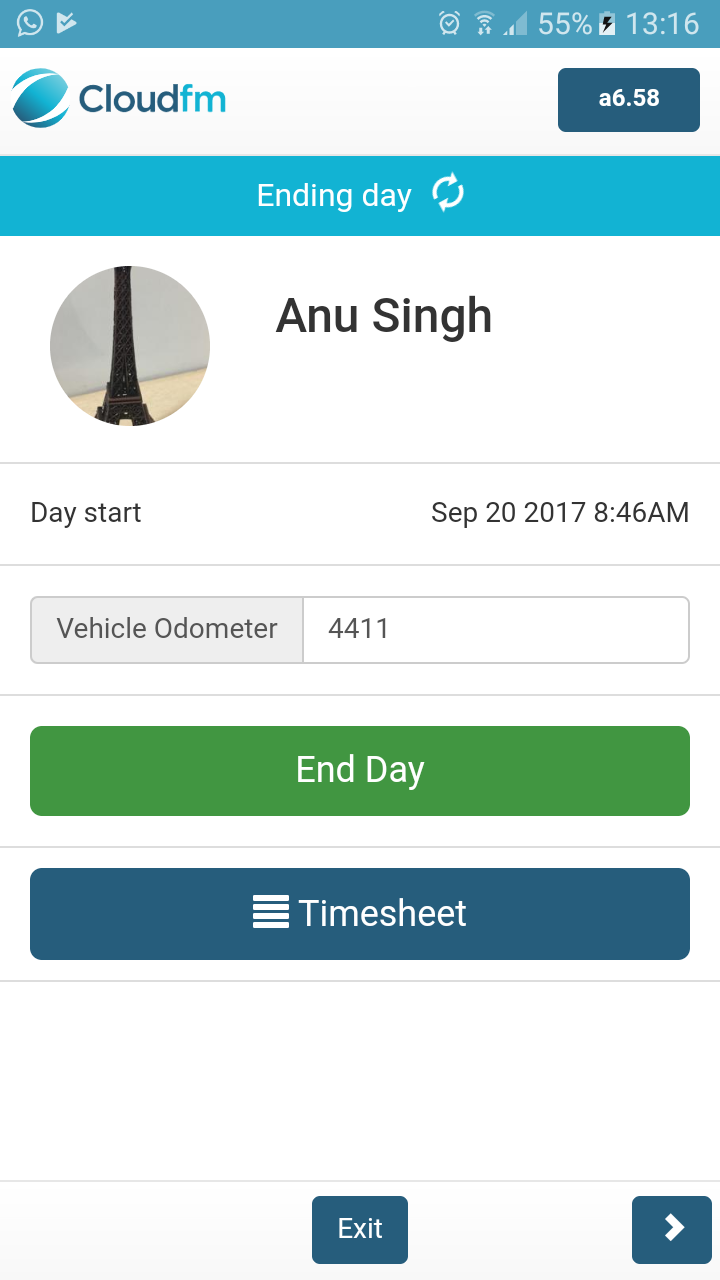 55% 13:16
Cloudfm
a6.58
Ending day
Anu Singh
Day start Sep 20 2017 8:46AM
Vehicle Odometer 4411
End Day
Timesheet
Exit